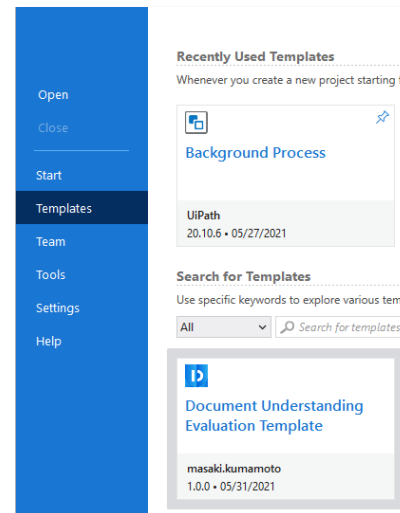 Open
Close
Start
Templates
Team
Tools
Settings
Help
Recently Used Templates
Whenever you create a new project starting
Background Process
UiPath
20.10.6 • 05/27/2021
Search for Templates
Use specific keywords to explore various tem
All
Search for templates
Document Understanding
Evaluation Template
masaki.kumamoto
1.0.0 • 05/31/2021